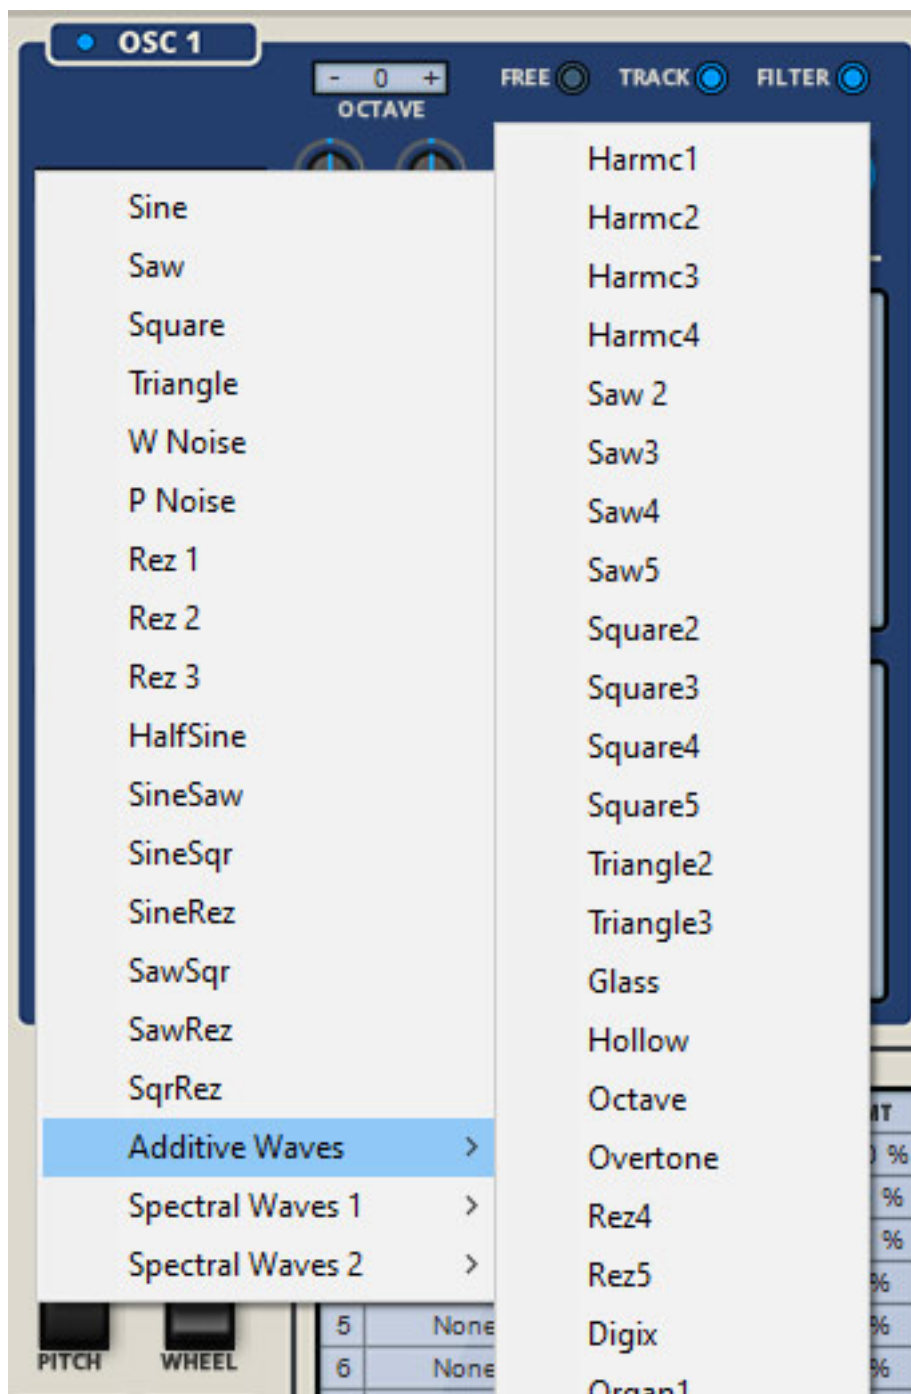 OSC 1
- 0 +
OCTAVE
FREE
TRACK
FILTER
Sine
Saw
Square
Triangle
W Noise
P Noise
Rez 1
Rez 2
Rez 3
HalfSine
SineSaw
SineSqr
SineRez
SawSqr
SawRez
SqrRez
Additive Waves
Spectral Waves 1
Spectral Waves 2
Harmc1
Harmc2
Harmc3
Harmc4
Saw 2
Saw3
Saw4
Saw5
Square2
Square3
Square4
Square5
Triangle2
Triangle3
Glass
Hollow
Octave
Overtone
Rez4
Rez5
Digix
Organ1
%
%
%
%
%
%
5 None
6 None
PITCH
WHEEL